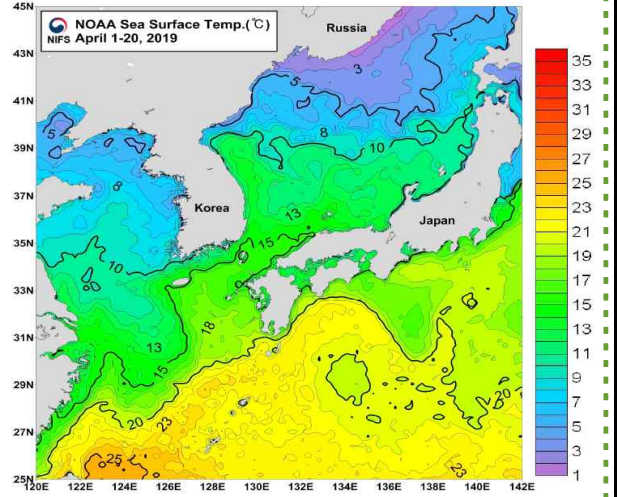 NOAA Sea Surface Temp.(℃)
NIFS April 1-20, 2019
Russia
Korea
Japan
45N
43N
41N
39N
37N
35N
33N
31N
29N
27N
25N
120E 122E 124E 126E 128E 130E 132E 134E 136E 138E 140E 142E
5
3
5
8
10
8
13
15
10
18
13
15
20
23
25
20
23
35
33
31
29
27
25
23
21
19
17
15
13
11
9
7
5
3
1